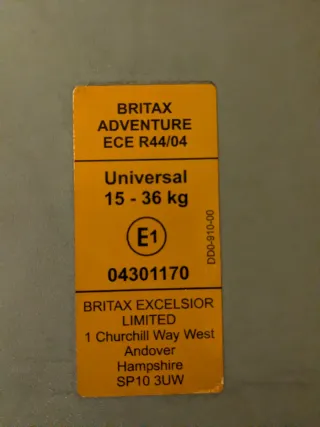 BRITAX
ADVENTURE
ECE R44/04
Universal
15 - 36 kg
E1
04301170
DD0-910-00
BRITAX EXCELSIOR
LIMITED
1 Churchill Way West
Andover
Hampshire
SP10 3UW